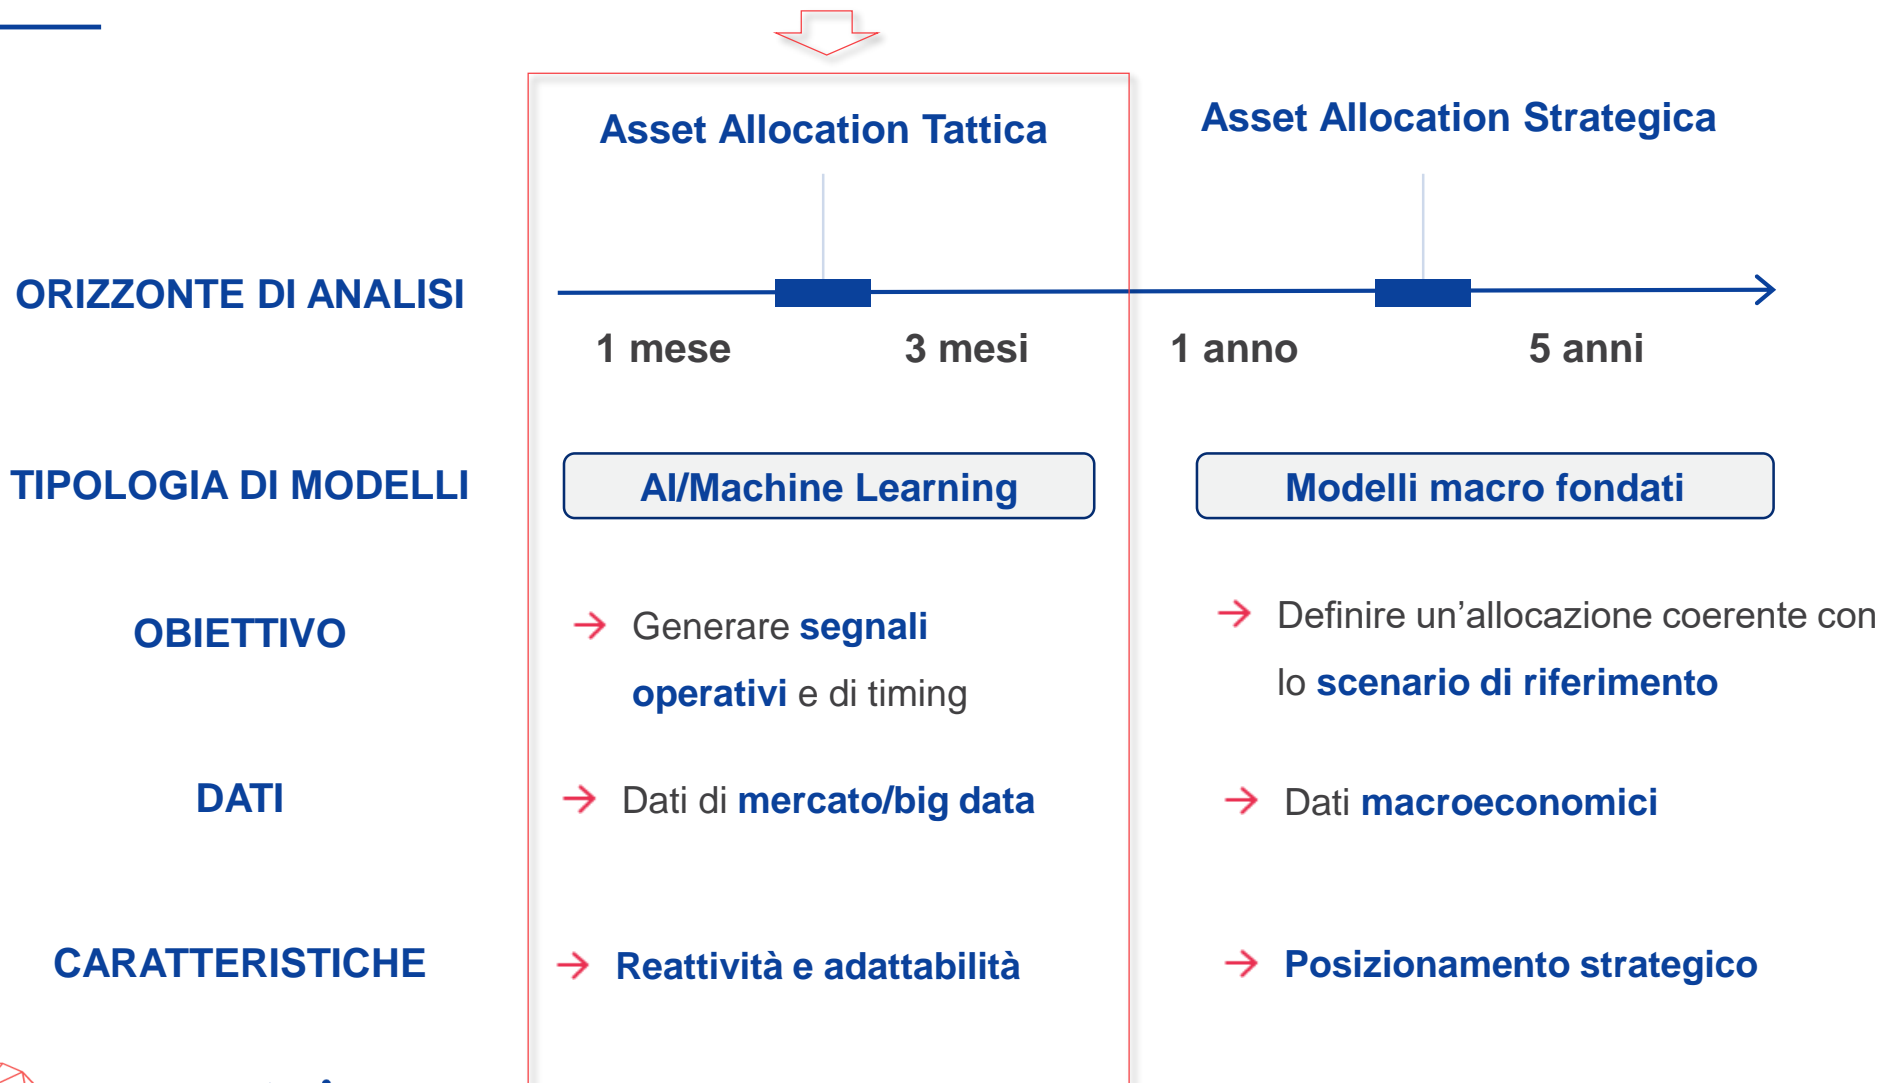 Asset Allocation Tattica
Asset Allocation Strategica
ORIZZONTE DI ANALISI
1 mese
3 mesi
1 anno
5 anni
TIPOLOGIA DI MODELLI
AI/Machine Learning
Modelli macro fondati
OBIETTIVO
Generare segnali
operativi e di timing
Definire un’allocazione coerente con
lo scenario di riferimento
DATI
Dati di mercato/big data
Dati macroeconomici
CARATTERISTICHE
Reattività e adattabilità
Posizionamento strategico